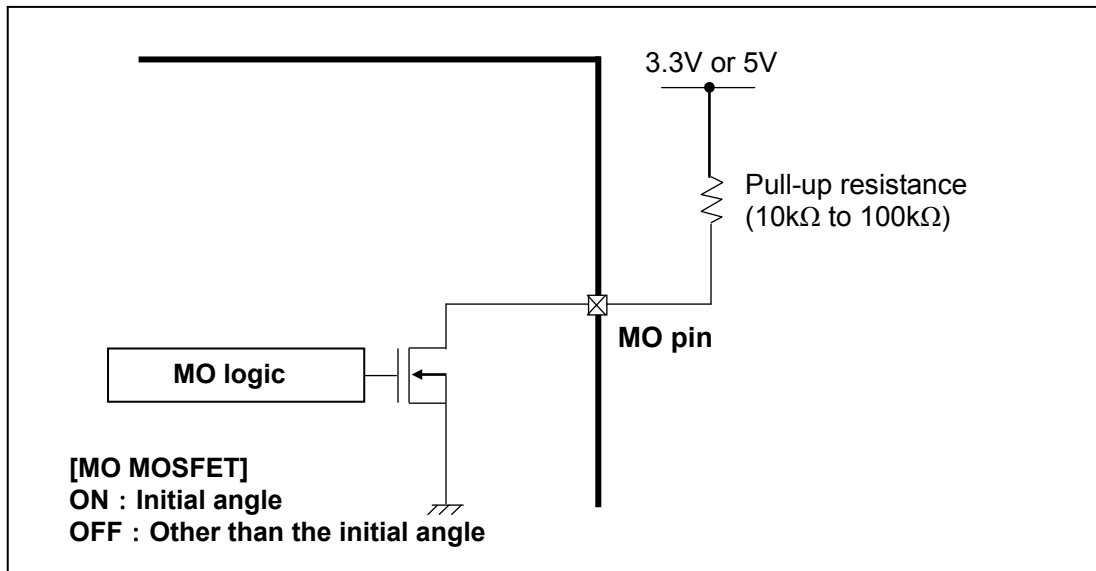 3.3V or 5V
Pull-up resistance
(10kΩ to 100kΩ)
MO pin
MO logic
[MO MOSFET]
ON : Initial angle
OFF : Other than the initial angle